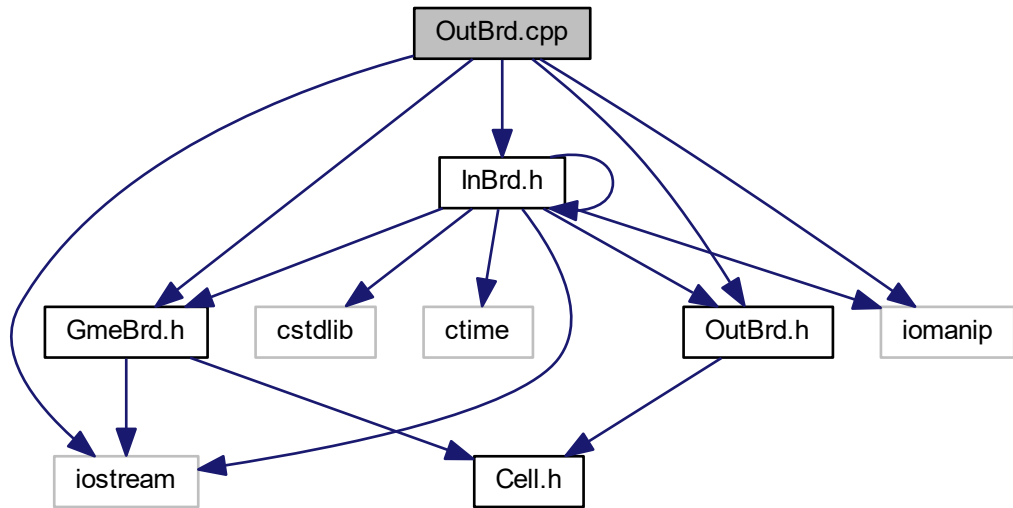 OutBrd.cpp
InBrd.h
GmeBrd.h
cstdlib
ctime
OutBrd.h
iomanip
iostream
Cell.h